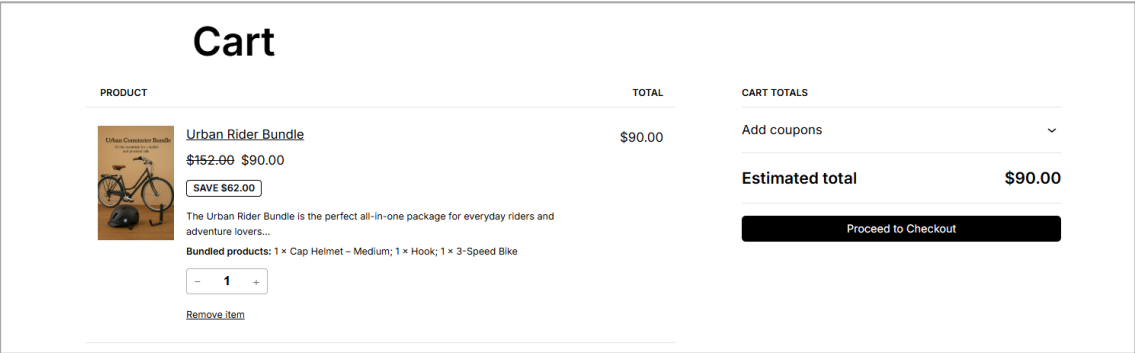 Cart
PRODUCT TOTAL
Urban Commuter Bundle
Urban Rider Bundle $90.00
$152.00 $90.00
SAVE $62.00
The Urban Rider Bundle is the perfect all-in-one package for everyday riders and
adventure lovers...
Bundled products: 1 × Cap Helmet – Medium; 1 × Hook; 1 × 3-Speed Bike
− 1 +
Remove item
CART TOTALS
Add coupons
Estimated total $90.00
Proceed to Checkout